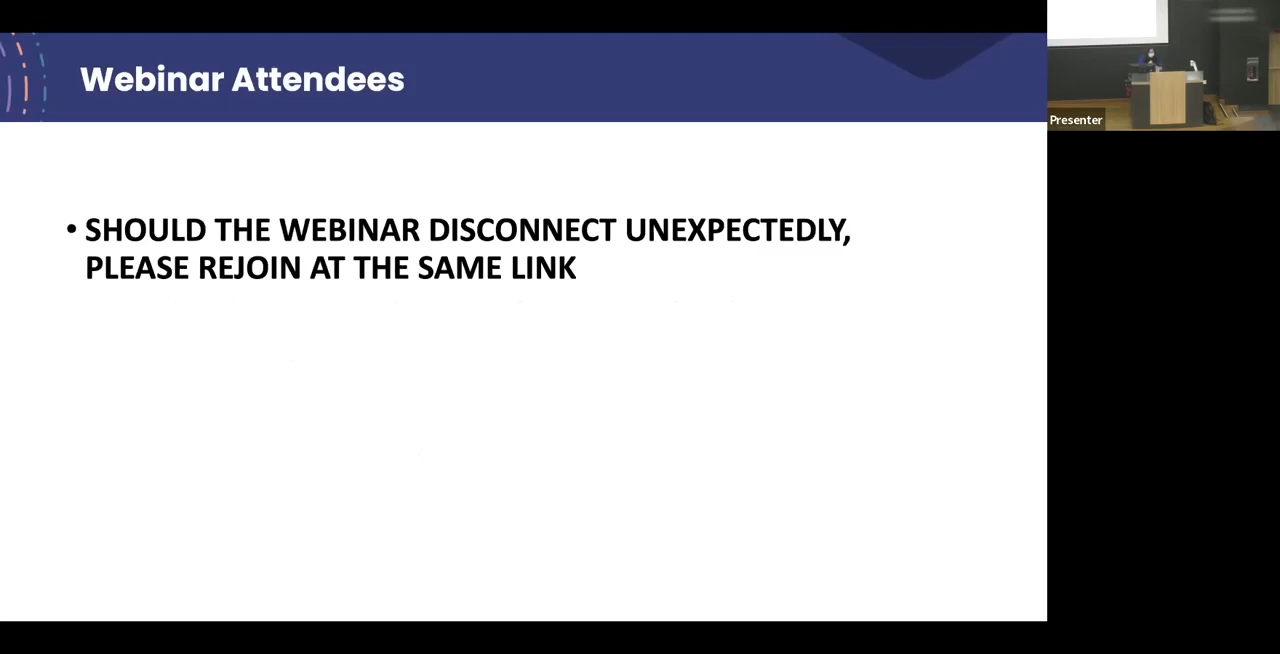 Webinar Attendees
• SHOULD THE WEBINAR DISCONNECT UNEXPECTEDLY,
PLEASE REJOIN AT THE SAME LINK
Presenter